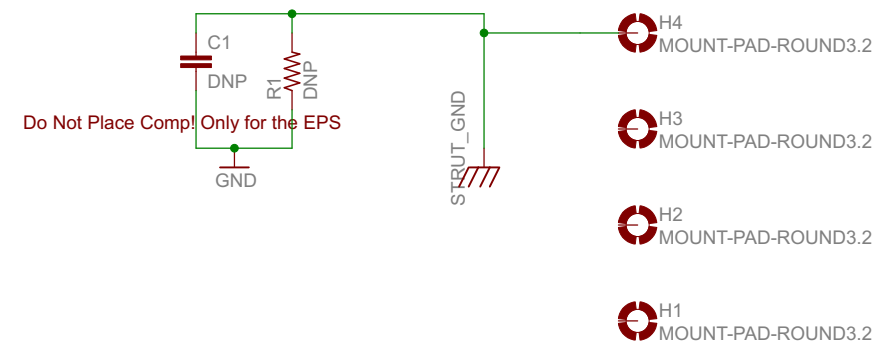 C1
DNP
R1
DNP
Do Not Place Comp! Only for the EPS
GND
STRUT_GND
H4
MOUNT-PAD-ROUND3.2
H3
MOUNT-PAD-ROUND3.2
H2
MOUNT-PAD-ROUND3.2
H1
MOUNT-PAD-ROUND3.2